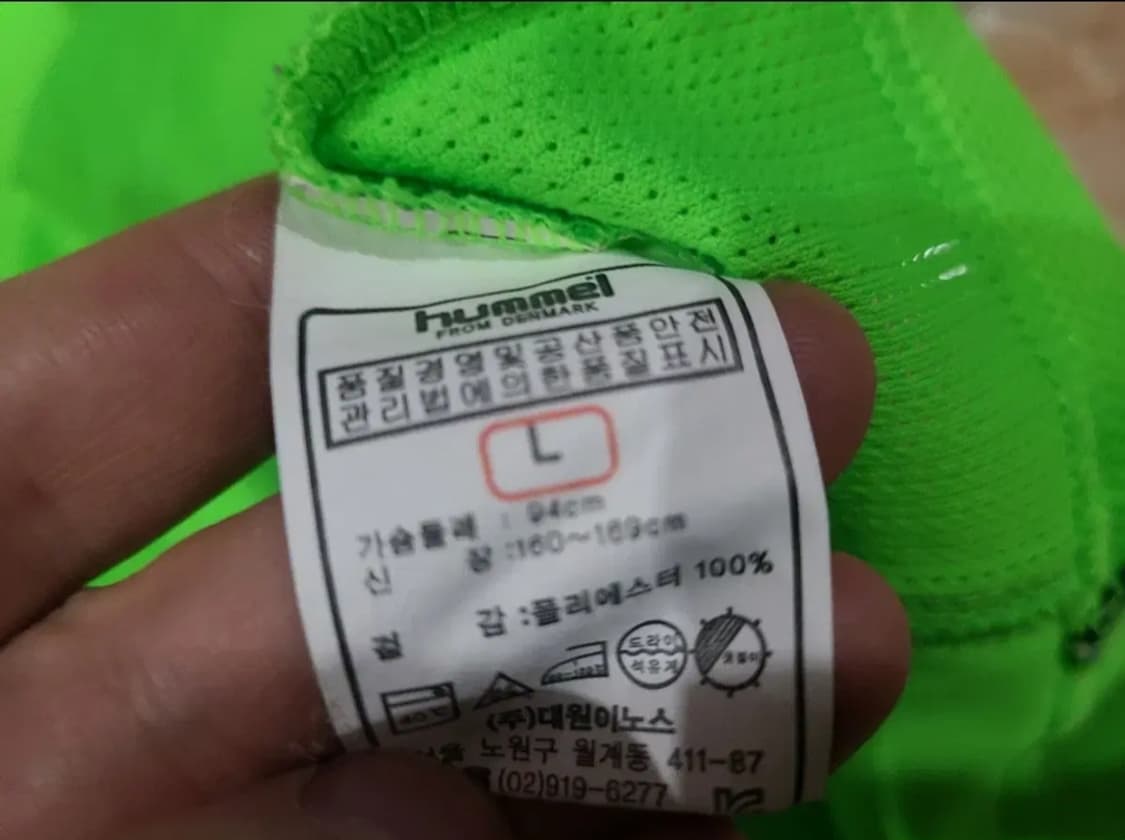 hummel
FROM DENMARK
품질경영및공산품안전
관리법에의한품질표시
L
가슴둘레 : 94cm
신 장 :160~169cm
겉 감 :폴리에스터 100%
드라이
석유계
40℃
(주)대원이노스
서울 노원구 월계동 411-87
(02)919-6277